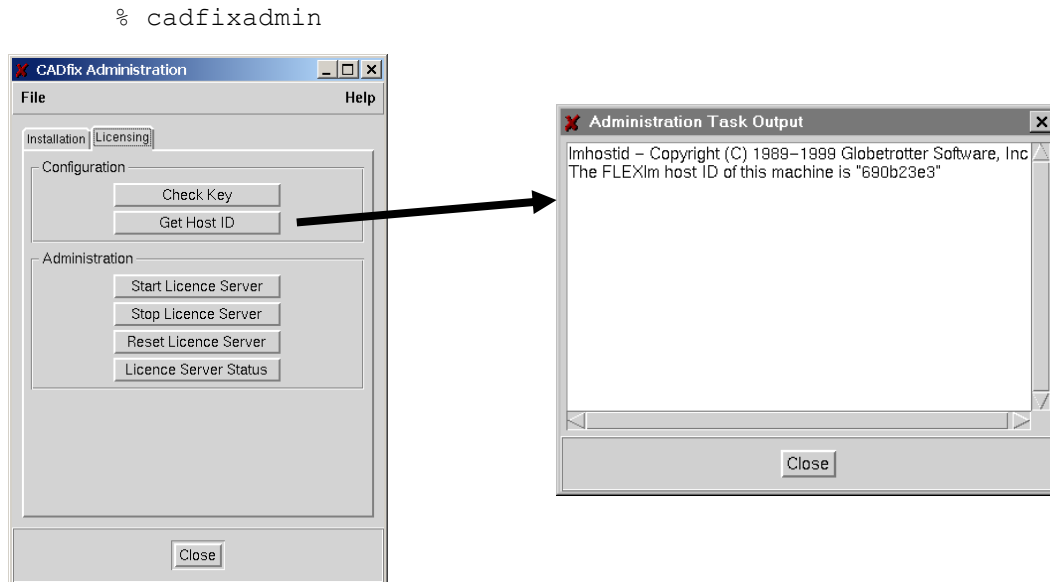 % cadfixadmin
CADfix Administration
File Help
Installation Licensing
Configuration
Check Key
Get Host ID
Administration
Start Licence Server
Stop Licence Server
Reset Licence Server
Licence Server Status
Close
Administration Task Output
lmhostid – Copyright (C) 1989–1999 Globetrotter Software, Inc
The FLEXlm host ID of this machine is "690b23e3"
Close